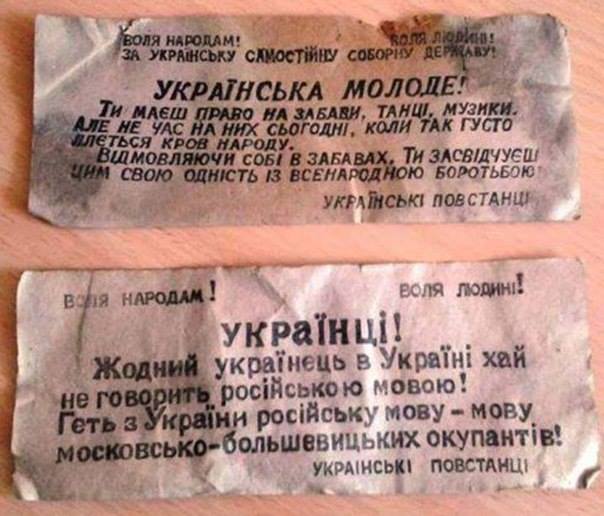 ВОЛЯ НАРОДАМ! ВОЛЯ ЛЮДИНІ!
ЗА УКРАЇНСЬКУ САМОСТІЙНУ СОБОРНУ ДЕРЖАВУ!
УКРАЇНСЬКА МОЛОДЕ!
Ти МАЄШ ПРАВО НА ЗАБАВИ, ТАНЦІ, МУЗИКИ.
АЛЕ НЕ ЧАС НА НИХ СЬОГОДНІ, КОЛИ ТАК ГУСТО
ЛЛЄТЬСЯ КРОВ НАРОДУ.
ВІДМОВЛЯЮЧИ СОБІ В ЗАБАВАХ, Ти ЗАСВІДЧУЄШ
ЦИМ СВОЮ ОДНІСТЬ ІЗ ВСЕНАРОДНОЮ БОРОТЬБОЮ
УКРАЇНСЬКІ ПОВСТАНЦІ
ВОЛЯ НАРОДАМ! ВОЛЯ ЛЮДИНІ!
УКРАЇНЦІ!
Жодний українець в Україні хай
не говорить російською мовою!
Геть з України російську мову – мову
московсько-большевицьких окупантів!
УКРАІНСЬКІ ПОВСТАНЦІ